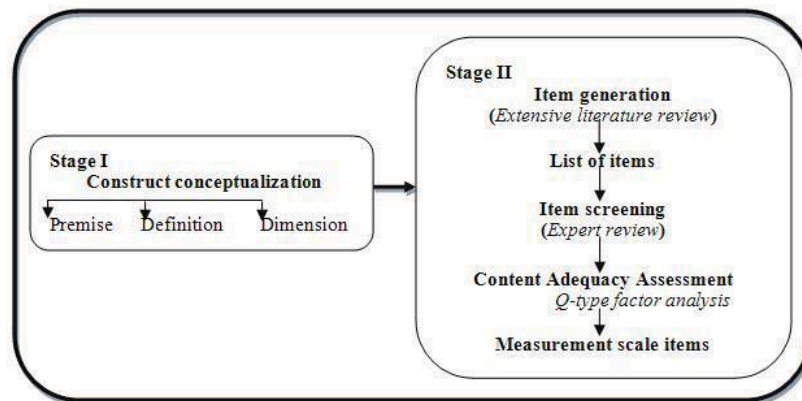 Stage I
Construct conceptualization
Premise Definition Dimension
Stage II
Item generation
(Extensive literature review)
List of items
Item screening
(Expert review)
Content Adequacy Assessment
Q-type factor analysis
Measurement scale items